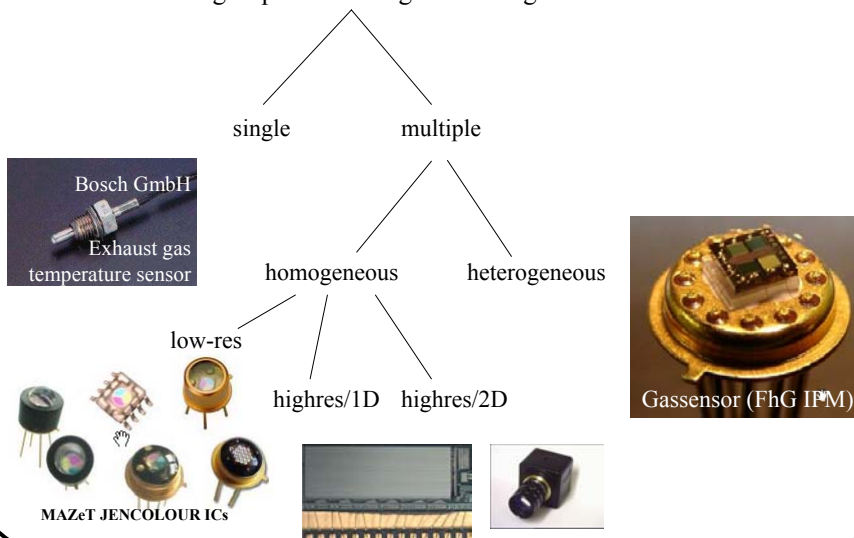 single multiple
Bosch GmbH
Exhaust gas
temperature sensor
homogeneous heterogeneous
low-res
highres/1D highres/2D
Gassensor (FhG IPM)
MAZeT JENCOLOUR ICs